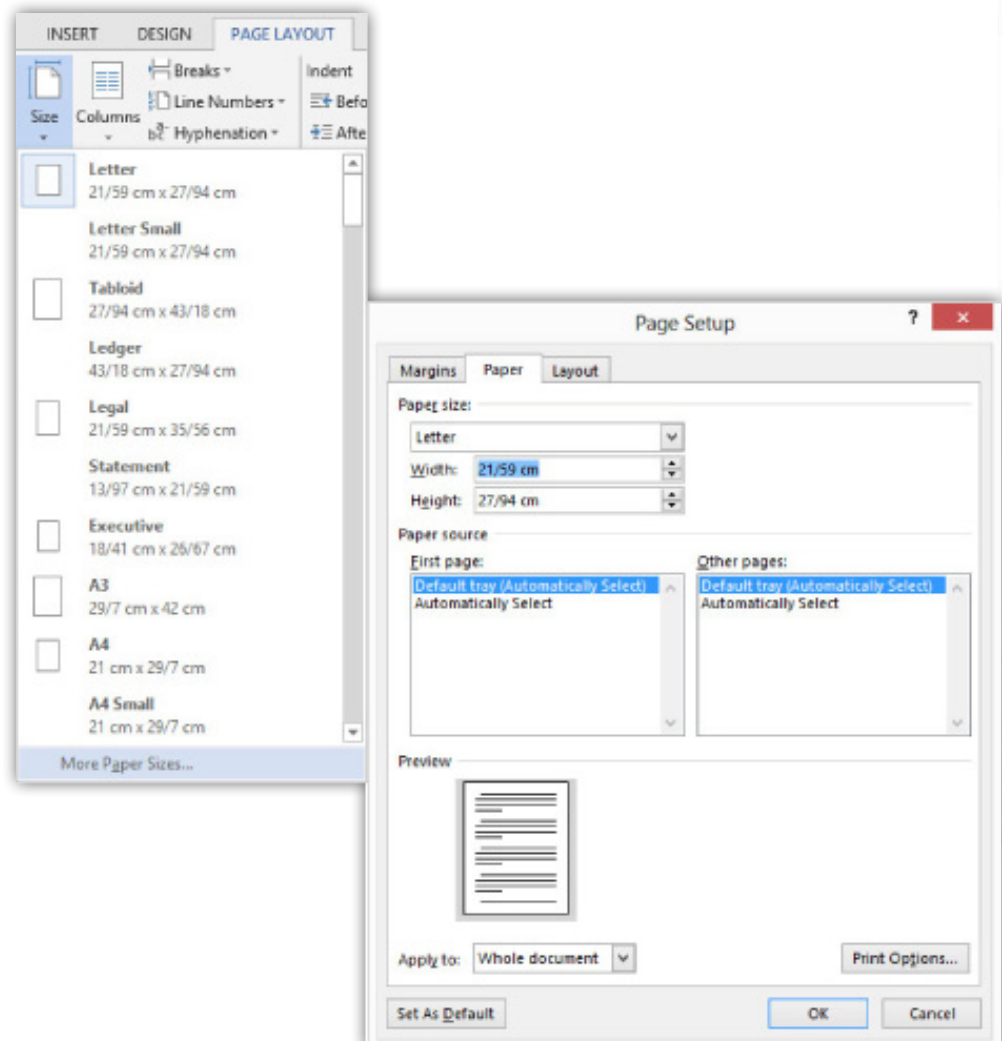 INSERT DESIGN PAGE LAYOUT
Size
Columns
Breaks
Line Numbers
Hyphenation
Indent
Befo
Afte
Letter
21/59 cm x 27/94 cm
Letter Small
21/59 cm x 27/94 cm
Tabloid
27/94 cm x 43/18 cm
Ledger
43/18 cm x 27/94 cm
Legal
21/59 cm x 35/56 cm
Statement
13/97 cm x 21/59 cm
Executive
18/41 cm x 26/67 cm
A3
29/7 cm x 42 cm
A4
21 cm x 29/7 cm
A4 Small
21 cm x 29/7 cm
More Paper Sizes...
Page Setup ? ×
Margins Paper Layout
Paper size:
Letter
Width: 21/59 cm
Height: 27/94 cm
Paper source
First page:
Default tray (Automatically Select)
Automatically Select
Other pages:
Default tray (Automatically Select)
Automatically Select
Preview
Apply to: Whole document
Print Options...
Set As Default OK Cancel